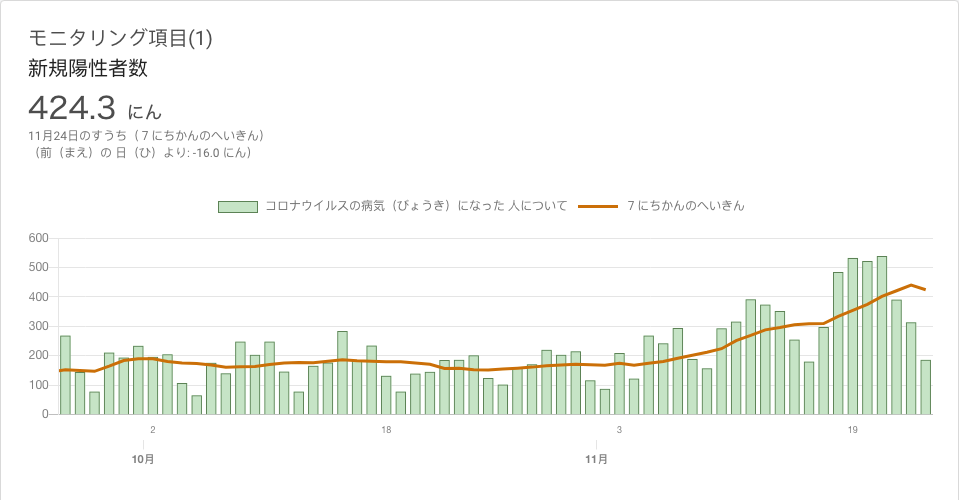 モニタリング項目(1)
新規陽性者数
424.3 にん
11月24日のすうち（７にちかんのへいきん）
（前（まえ）の 日（ひ）より: -16.0 にん）
コロナウイルスの病気（びょうき）になった 人について
７にちかんのへいきん
600
500
400
300
200
100
0
2
18
3
19
10月
11月